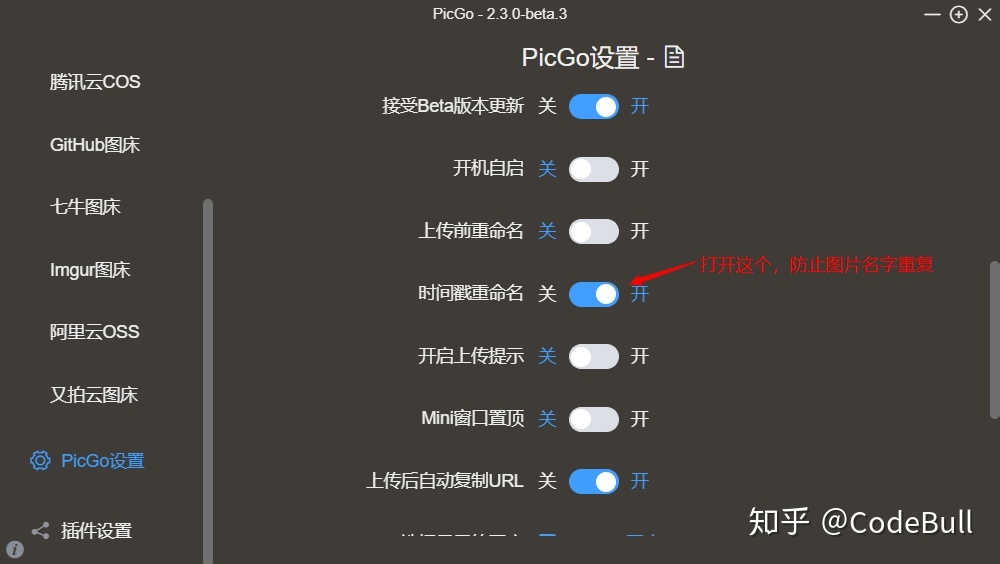 PicGo - 2.3.0-beta.3
PicGo设置 -
腾讯云COS
GitHub图床
七牛图床
Imgur图床
阿里云OSS
又拍云图床
PicGo设置
插件设置
接受Beta版本更新 关 开
开机自启 关 开
上传前重命名 关 开
时间戳重命名 关 开
打开这个，防止图片名字重复
开启上传提示 关 开
Mini窗口置顶 关 开
上传后自动复制URL 关 开
知乎 @CodeBull